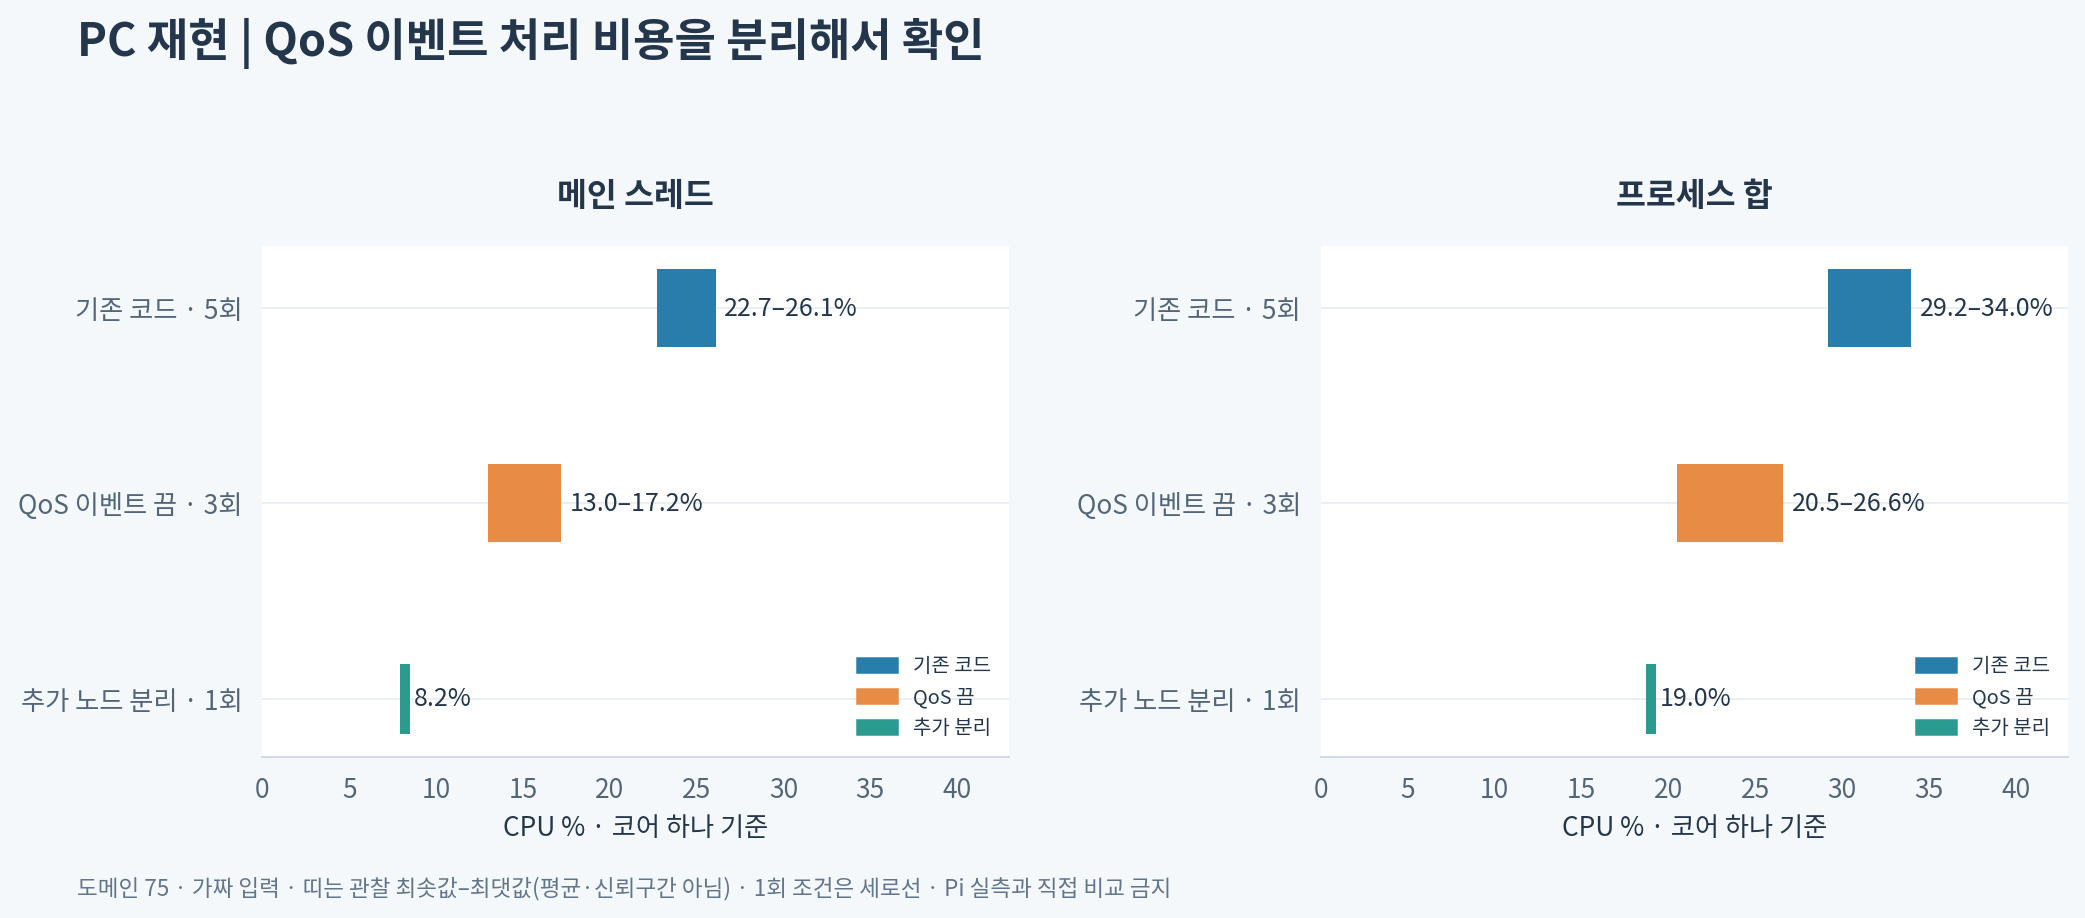 PC 재현 | QoS 이벤트 처리 비용을 분리해서 확인
메인 스레드
기존 코드 · 5회
22.7–26.1%
QoS 이벤트 끔 · 3회
13.0–17.2%
추가 노드 분리 · 1회
8.2%
기존 코드
QoS 끔
추가 분리
0 5 10 15 20 25 30 35 40
CPU % · 코어 하나 기준
프로세스 합
기존 코드 · 5회
29.2–34.0%
QoS 이벤트 끔 · 3회
20.5–26.6%
추가 노드 분리 · 1회
19.0%
기존 코드
QoS 끔
추가 분리
0 5 10 15 20 25 30 35 40
CPU % · 코어 하나 기준
도메인 75 · 가짜 입력 · 띠는 관찰 최솟값–최댓값(평균·신뢰구간 아님) · 1회 조건은 세로선 · Pi 실측과 직접 비교 금지